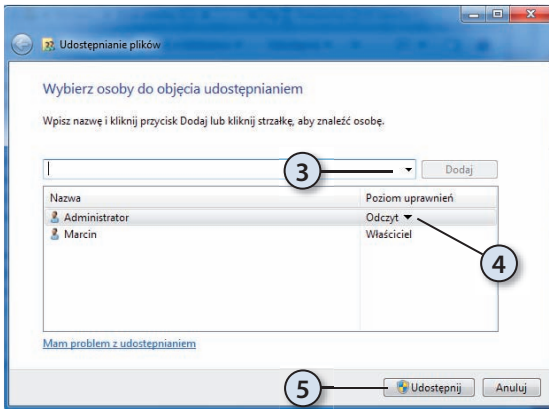 Udostępnianie plików
Wybierz osoby do objęcia udostępnianiem
Wpisz nazwę i kliknij przycisk Dodaj lub kliknij strzałkę, aby znaleźć osobę.
3 Dodaj
Nazwa Poziom uprawnień
Administrator Odczyt
Marcin Właściciel
4
Mam problem z udostępnianiem
5 Udostępnij Anuluj